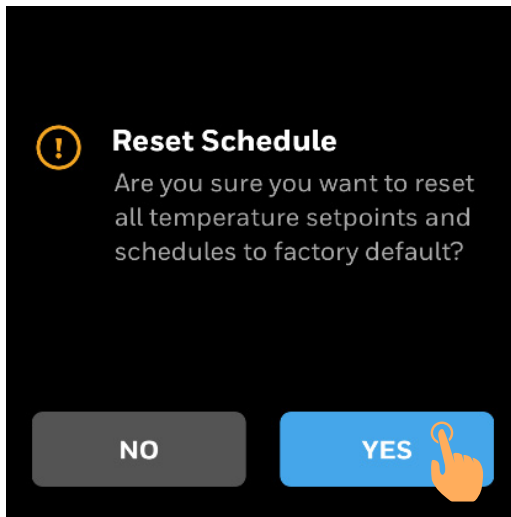 Reset Schedule
Are you sure you want to reset
all temperature setpoints and
schedules to factory default?
NO
YES